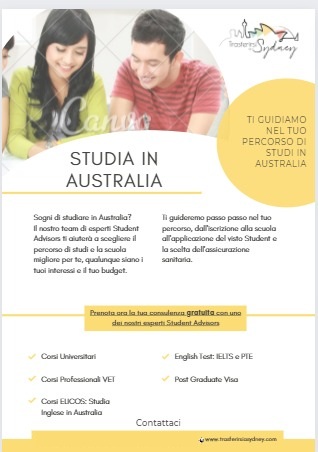 Trasferirsi
a Sydney
Canva
TI GUIDIAMO
NEL TUO
PERCORSO DI
STUDI IN
AUSTRALIA
STUDIA IN
AUSTRALIA
Sogni di studiare in Australia?
Il nostro team di esperti Student
Advisors ti aiuterà a scegliere il
percorso di studi e la scuola
migliore per te, qualunque siano i
tuoi interessi e il tuo budget.
Ti guideremo passo passo nel tuo
percorso, dall'iscrizione alla scuola
all'applicazione del visto Student e
la scelta dell'assicurazione
sanitaria.
Prenota ora la tua consulenza gratuita con uno
dei nostri esperti Student Advisors
Corsi Universitari
Corsi Professionali VET
Corsi ELICOS: Studia
Inglese in Australia
English Test: IELTS e PTE
Post Graduate Visa
Contattaci
www.trasferirsiasydney.com